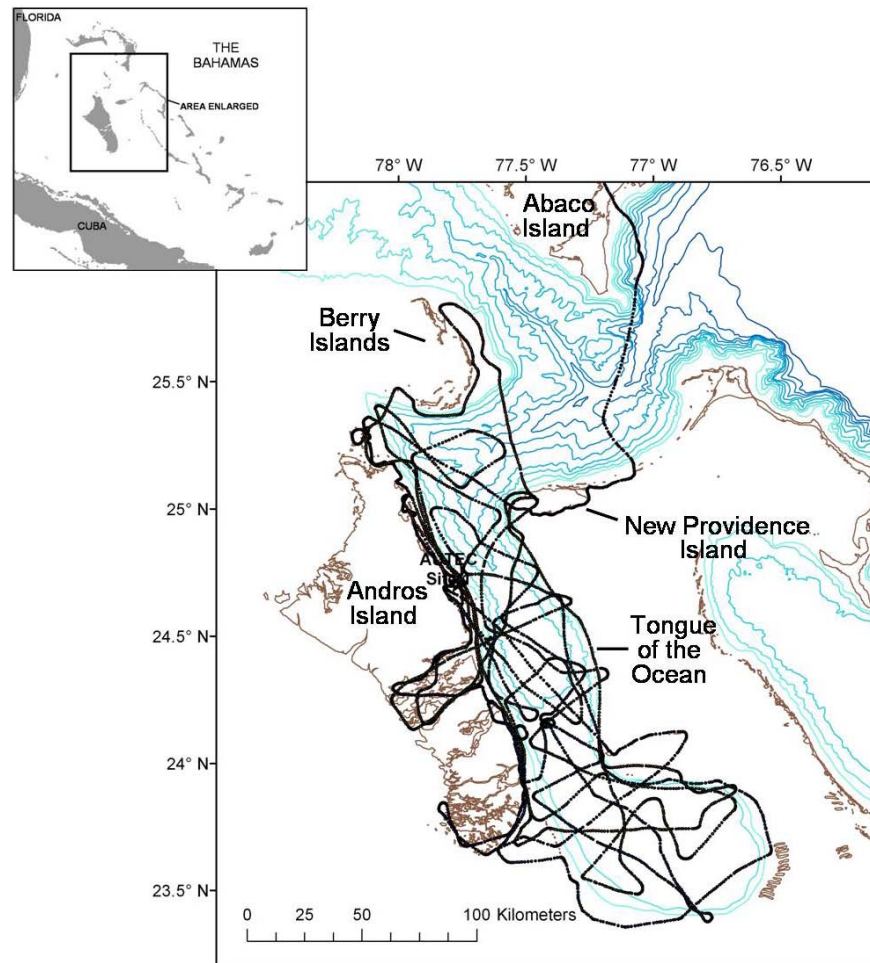 FLORIDA
THE
BAHAMAS
AREA ENLARGED
CUBA
78° W
77.5° W
77° W
76.5° W
Abaco
Island
Berry
Islands
25.5° N
25° N
New Providence
Island
Andros
Island
24.5° N
Tongue
of the
Ocean
24° N
23.5° N
0 25 50 100 Kilometers